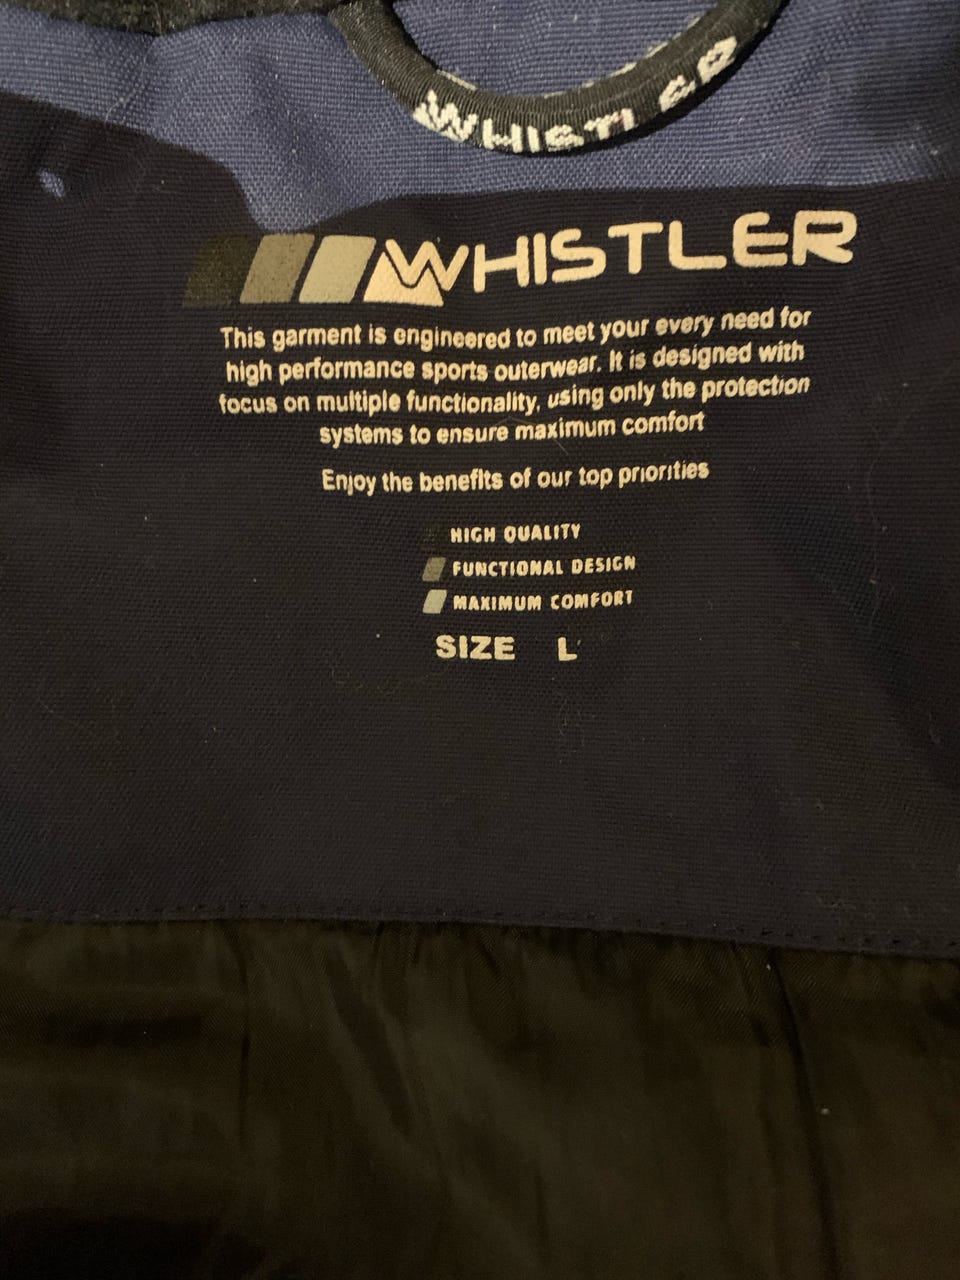 WHISTLER
WHISTLER
This garment is engineered to meet your every need for
high performance sports outerwear. It is designed with
focus on multiple functionality, using only the protection
systems to ensure maximum comfort
Enjoy the benefits of our top priorities
HIGH QUALITY
FUNCTIONAL DESIGN
MAXIMUM COMFORT
SIZE L